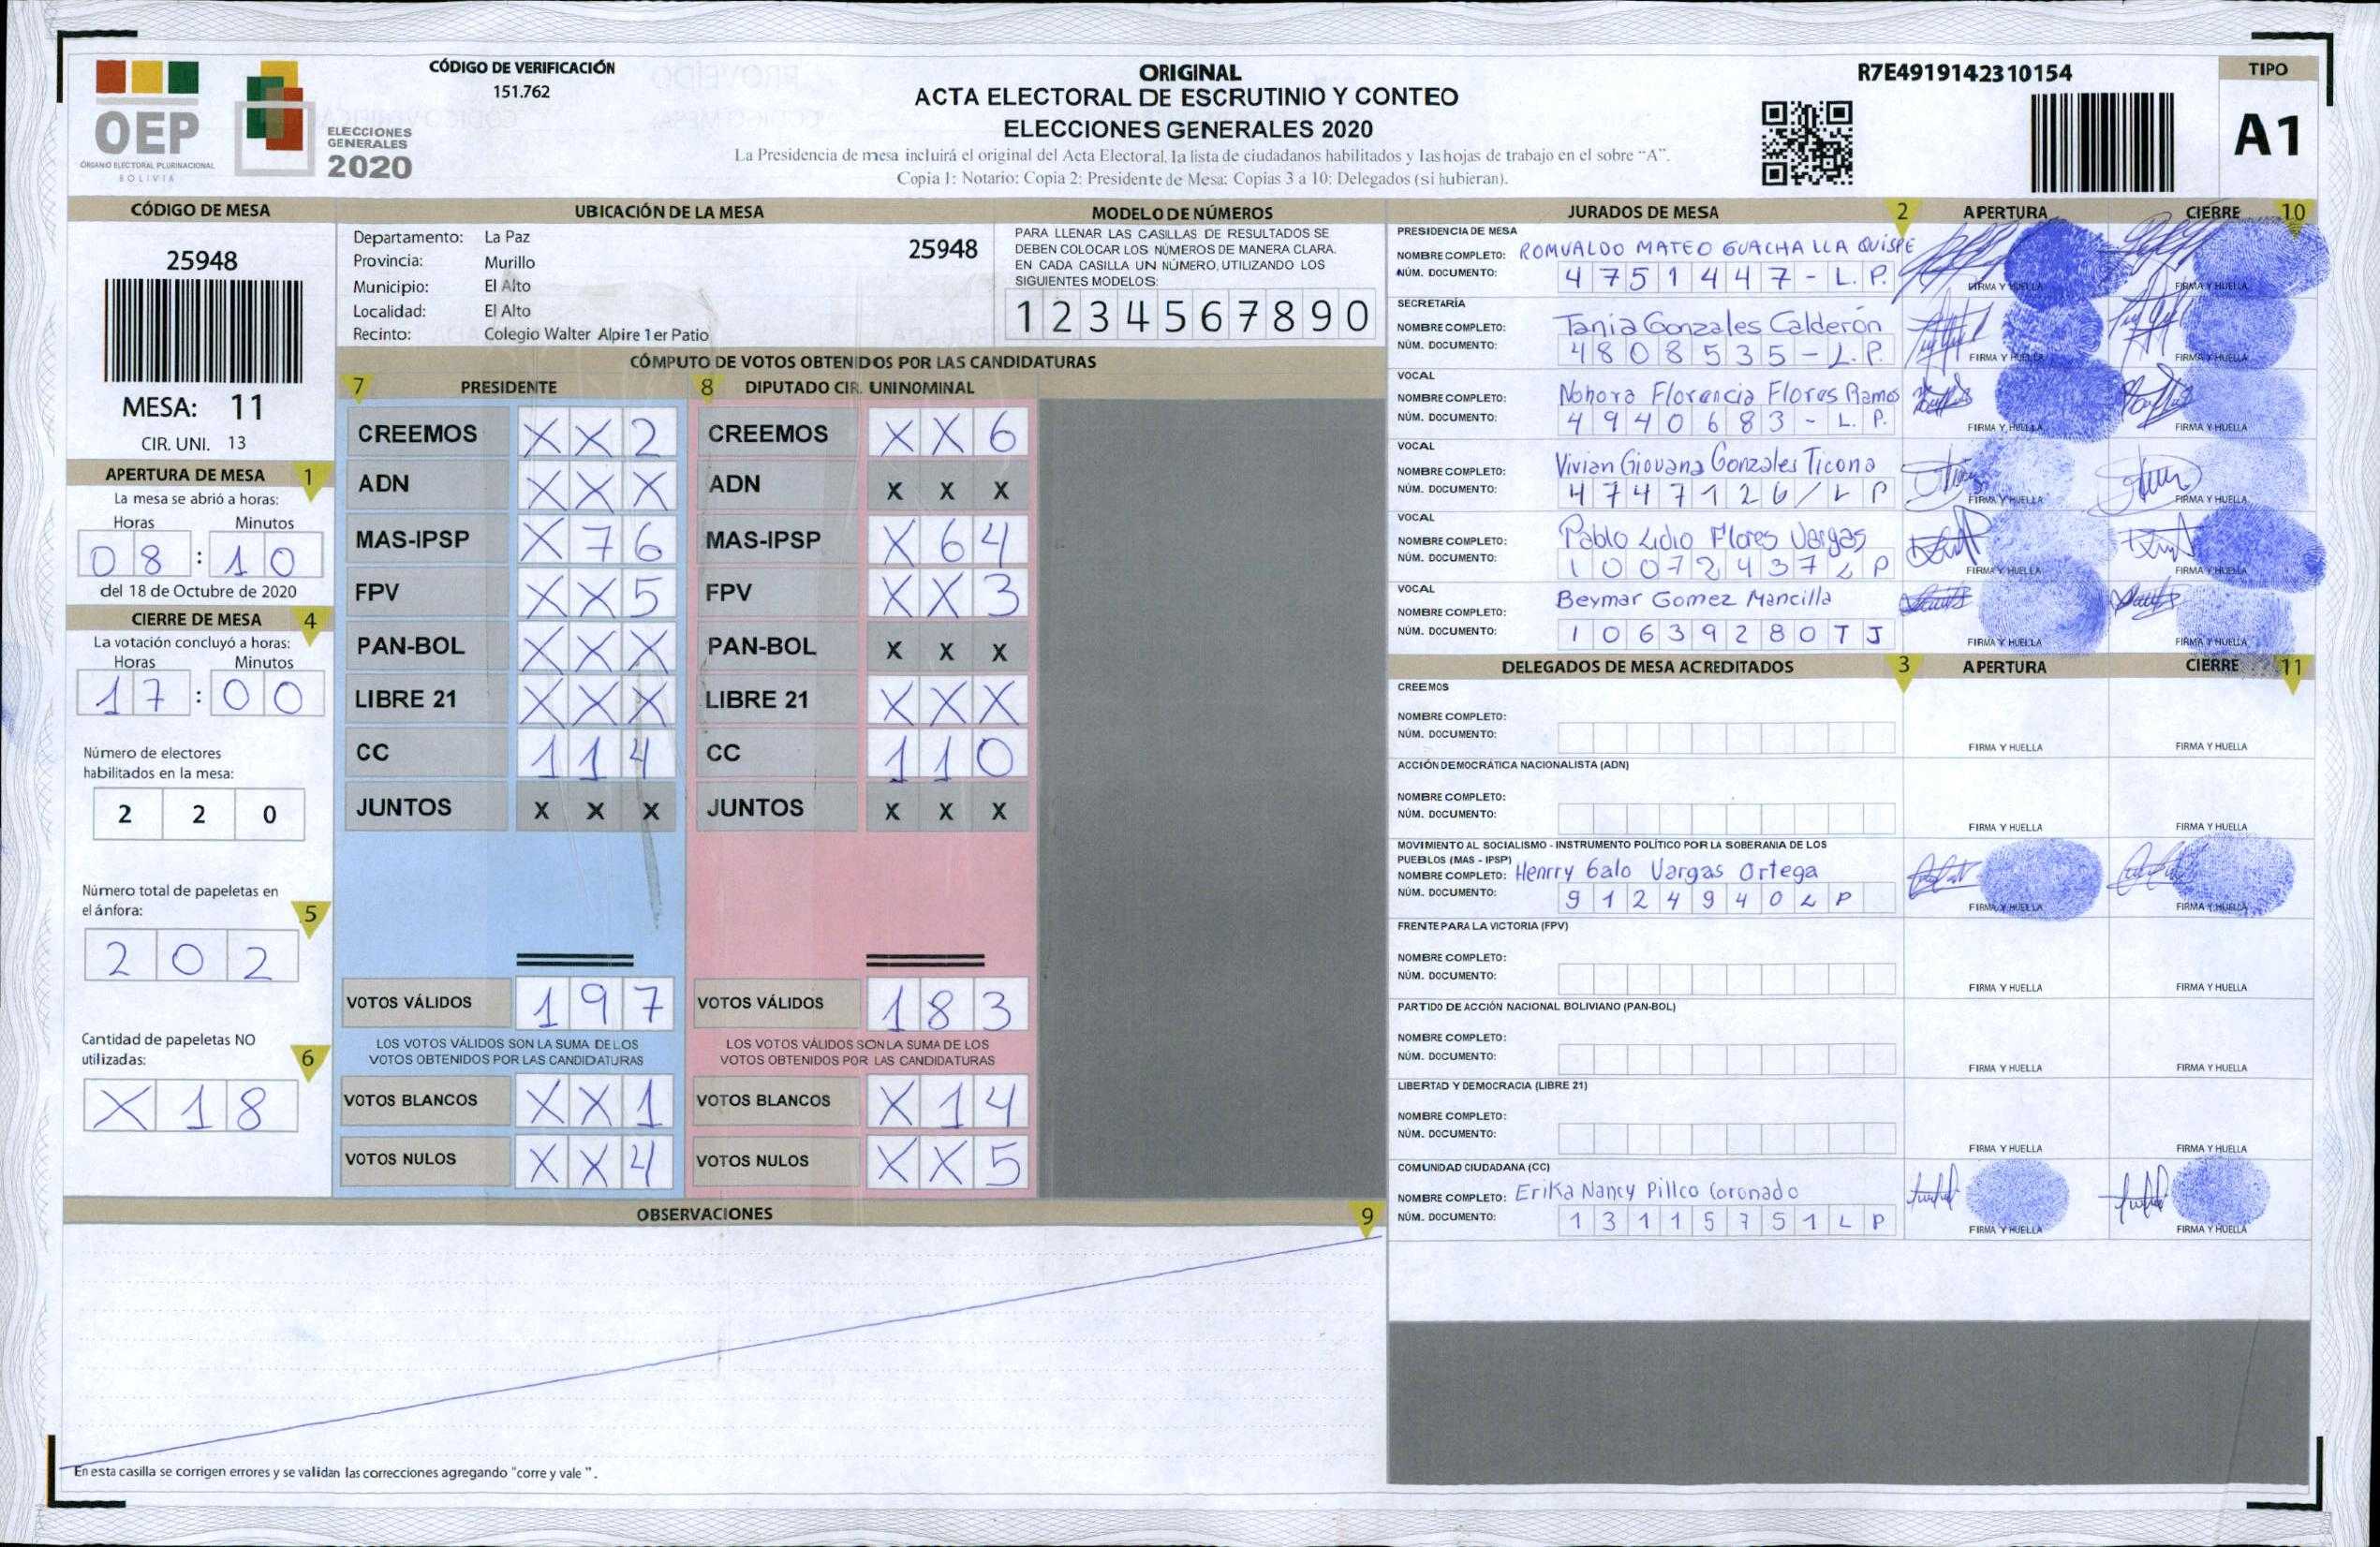 CÓDIGO DE VERIFICACIÓN
151.762
OEP
ÓRGANO ELECTORAL PLURINACIONAL
BOLIVIA
ELECCIONES
GENERALES
2020
ORIGINAL
ACTA ELECTORAL DE ESCRUTINIO Y CONTEO
ELECCIONES GENERALES 2020
La Presidencia de mesa incluirá el original del Acta Electoral, la lista de ciudadanos habilitados y las hojas de trabajo en el sobre "A".
Copia 1: Notario; Copia 2: Presidente de Mesa; Copias 3 a 10: Delegados (si hubieran).
R7E4919142310154
TIPO
A1
CÓDIGO DE MESA
25948
MESA: 11
CIR. UNI. 13
APERTURA DE MESA 1
La mesa se abrió a horas:
Horas Minutos
08 : 10
del 18 de Octubre de 2020
CIERRE DE MESA 4
La votación concluyó a horas:
Horas Minutos
17 : 00
Número de electores
habilitados en la mesa:
2 2 0
Número total de papeletas en
el ánfora: 5
2 0 2
Cantidad de papeletas NO
utilizadas: 6
X 1 8
UBICACIÓN DE LA MESA
Departamento: La Paz 25948
Provincia: Murillo
Municipio: El Alto
Localidad: El Alto
Recinto: Colegio Walter Alpire 1er Patio
MODELO DE NÚMEROS
PARA LLENAR LAS CASILLAS DE RESULTADOS SE
DEBEN COLOCAR LOS NÚMEROS DE MANERA CLARA.
EN CADA CASILLA UN NÚMERO, UTILIZANDO LOS
SIGUIENTES MODELOS:
1 2 3 4 5 6 7 8 9 0
CÓMPUTO DE VOTOS OBTENIDOS POR LAS CANDIDATURAS
7 PRESIDENTE 8 DIPUTADO CIR. UNINOMINAL
CREEMOS X X 2 CREEMOS X X 6
ADN X X X ADN X X X
MAS-IPSP X 7 6 MAS-IPSP X 6 4
FPV X X 5 FPV X X 3
PAN-BOL X X X PAN-BOL X X X
LIBRE 21 X X X LIBRE 21 X X X
CC 1 1 4 CC 1 1 0
JUNTOS X X X JUNTOS X X X
VOTOS VÁLIDOS 1 9 7 VOTOS VÁLIDOS 1 8 3
LOS VOTOS VÁLIDOS SON LA SUMA DE LOS LOS VOTOS VÁLIDOS SON LA SUMA DE LOS
VOTOS OBTENIDOS POR LAS CANDIDATURAS VOTOS OBTENIDOS POR LAS CANDIDATURAS
VOTOS BLANCOS X X 1 VOTOS BLANCOS X 1 4
VOTOS NULOS X X 4 VOTOS NULOS X X 5
OBSERVACIONES 9
En esta casilla se corrigen errores y se validan las correcciones agregando "corre y vale".
JURADOS DE MESA 2 APERTURA CIERRE 10
PRESIDENCIA DE MESA
NOMBRE COMPLETO: ROMUALDO MATEO GUACHALLA QUISPE
NÚM. DOCUMENTO: 4751447-L.P. FIRMA Y HUELLA FIRMA Y HUELLA
SECRETARÍA
NOMBRE COMPLETO: Tania Gonzales Calderón
NÚM. DOCUMENTO: 4808535-L.P. FIRMA Y HUELLA FIRMA Y HUELLA
VOCAL
NOMBRE COMPLETO: Nohora Florencia Flores Ramos
NÚM. DOCUMENTO: 4940683-L.P. FIRMA Y HUELLA FIRMA Y HUELLA
VOCAL
NOMBRE COMPLETO: Vivian Giovana Gonzales Ticona
NÚM. DOCUMENTO: 4747126/LP FIRMA Y HUELLA FIRMA Y HUELLA
VOCAL
NOMBRE COMPLETO: Pablo Lidio Flores Vargas
NÚM. DOCUMENTO: 10072437LP FIRMA Y HUELLA FIRMA Y HUELLA
VOCAL
NOMBRE COMPLETO: Beymar Gomez Mancilla
NÚM. DOCUMENTO: 10639280TJ FIRMA Y HUELLA FIRMA Y HUELLA
DELEGADOS DE MESA ACREDITADOS 3 APERTURA CIERRE 11
CREEMOS
NOMBRE COMPLETO:
NÚM. DOCUMENTO: FIRMA Y HUELLA FIRMA Y HUELLA
ACCIÓN DEMOCRÁTICA NACIONALISTA (ADN)
NOMBRE COMPLETO:
NÚM. DOCUMENTO: FIRMA Y HUELLA FIRMA Y HUELLA
MOVIMIENTO AL SOCIALISMO - INSTRUMENTO POLÍTICO POR LA SOBERANIA DE LOS
PUEBLOS (MAS - IPSP)
NOMBRE COMPLETO: Henrry Galo Vargas Ortega
NÚM. DOCUMENTO: 9124940LP FIRMA Y HUELLA FIRMA Y HUELLA
FRENTE PARA LA VICTORIA (FPV)
NOMBRE COMPLETO:
NÚM. DOCUMENTO: FIRMA Y HUELLA FIRMA Y HUELLA
PARTIDO DE ACCIÓN NACIONAL BOLIVIANO (PAN-BOL)
NOMBRE COMPLETO:
NÚM. DOCUMENTO: FIRMA Y HUELLA FIRMA Y HUELLA
LIBERTAD Y DEMOCRACIA (LIBRE 21)
NOMBRE COMPLETO:
NÚM. DOCUMENTO: FIRMA Y HUELLA FIRMA Y HUELLA
COMUNIDAD CIUDADANA (CC)
NOMBRE COMPLETO: Erika Nancy Pillco Coronado
NÚM. DOCUMENTO: 13115751LP FIRMA Y HUELLA FIRMA Y HUELLA